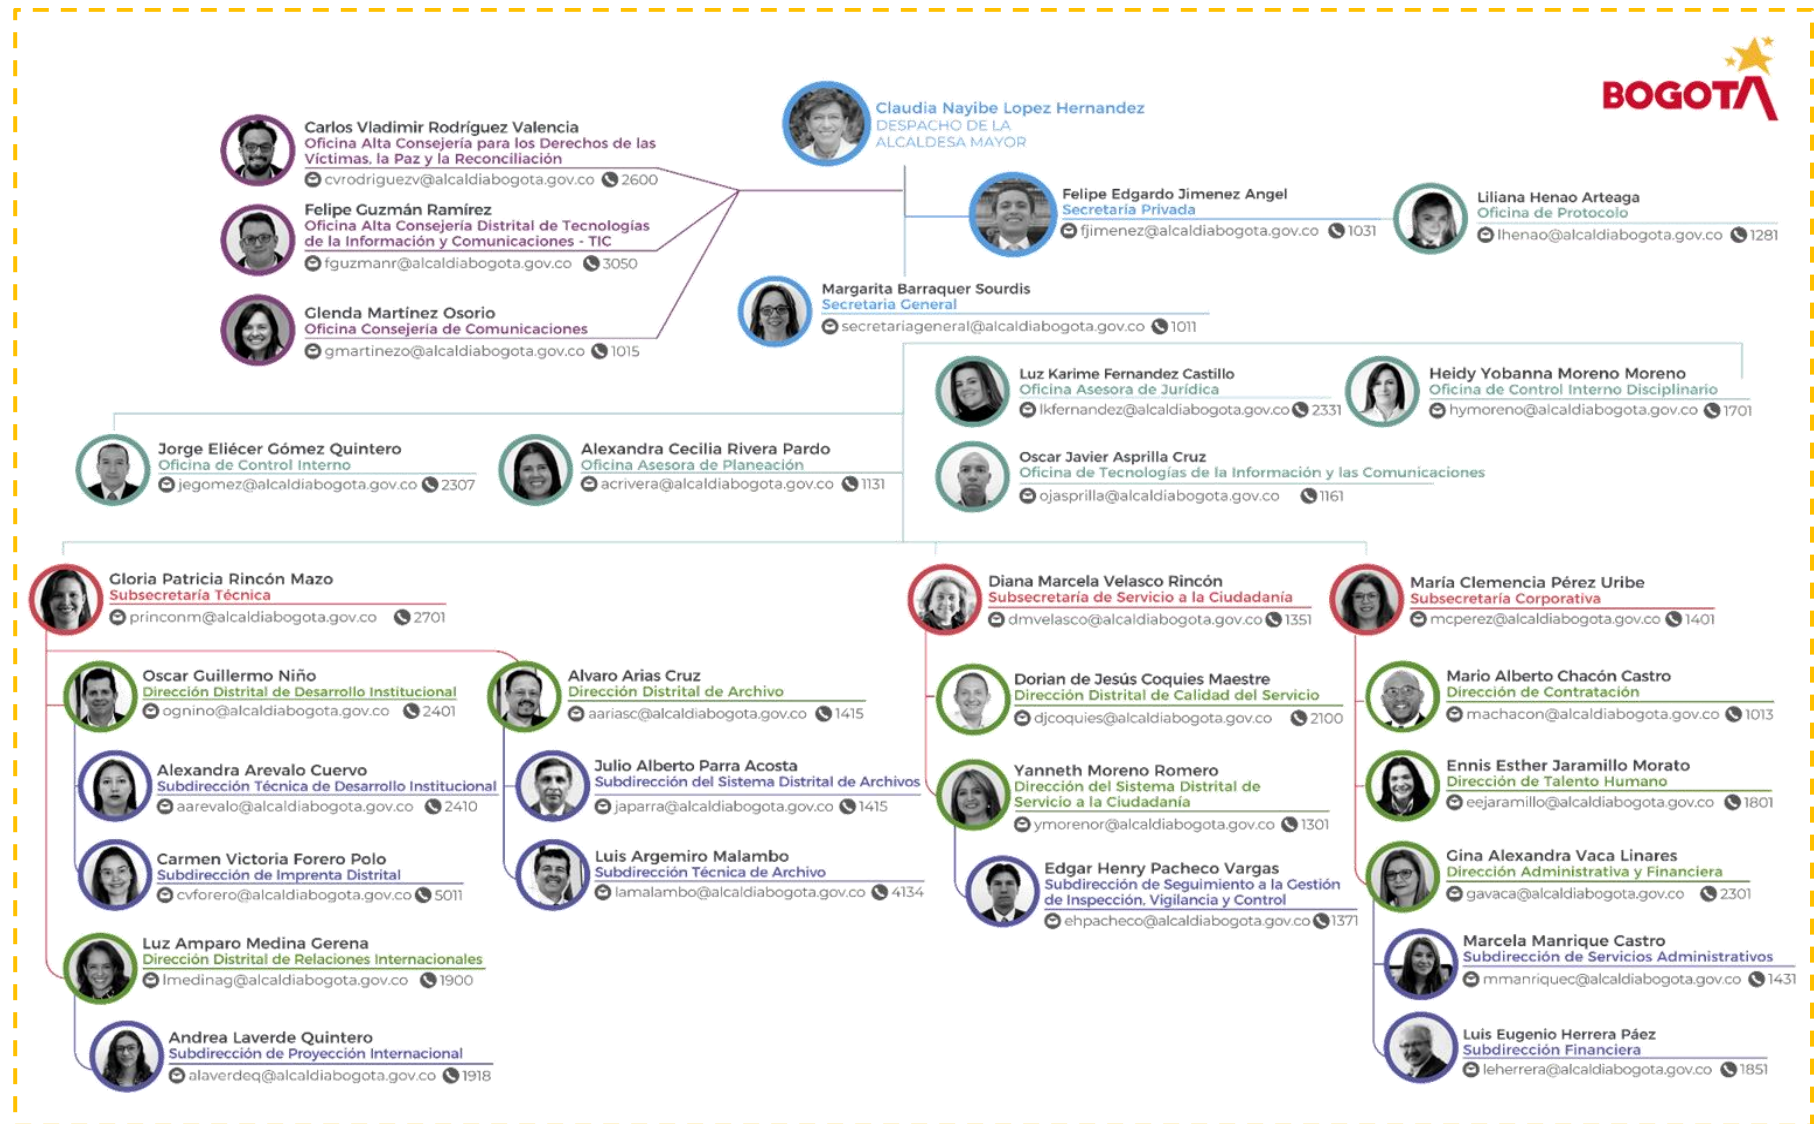 BOGOTA
Claudia Nayibe Lopez Hernandez
DESPACHO DE LA
ALCALDESA MAYOR
Carlos Vladimir Rodríguez Valencia
Oficina Alta Consejería para los Derechos de las
Víctimas, la Paz y la Reconciliación
cvrodriguezv@alcaldiabogota.gov.co 2600
Felipe Guzmán Ramírez
Oficina Alta Consejería Distrital de Tecnologías
de la Información y Comunicaciones - TIC
fguzmanr@alcaldiabogota.gov.co 3050
Glenda Martínez Osorio
Oficina Consejería de Comunicaciones
gmartinezo@alcaldiabogota.gov.co 1015
Felipe Edgardo Jimenez Angel
Secretaría Privada
fjimenez@alcaldiabogota.gov.co 1031
Liliana Henao Arteaga
Oficina de Protocolo
lhenao@alcaldiabogota.gov.co 1281
Margarita Barraquer Sourdis
Secretaria General
secretariageneral@alcaldiabogota.gov.co 1011
Luz Karime Fernandez Castillo
Oficina Asesora de Jurídica
lkfernandez@alcaldiabogota.gov.co 2331
Heidy Yobanna Moreno Moreno
Oficina de Control Interno Disciplinario
hymoreno@alcaldiabogota.gov.co 1701
Jorge Eliécer Gómez Quintero
Oficina de Control Interno
jegomez@alcaldiabogota.gov.co 2307
Alexandra Cecilia Rivera Pardo
Oficina Asesora de Planeación
acrivera@alcaldiabogota.gov.co 1131
Oscar Javier Asprilla Cruz
Oficina de Tecnologías de la Información y las Comunicaciones
ojasprilla@alcaldiabogota.gov.co 1161
Gloria Patricia Rincón Mazo
Subsecretaría Técnica
princonm@alcaldiabogota.gov.co 2701
Oscar Guillermo Niño
Dirección Distrital de Desarrollo Institucional
ognino@alcaldiabogota.gov.co 2401
Alexandra Arevalo Cuervo
Subdirección Técnica de Desarrollo Institucional
aarevalo@alcaldiabogota.gov.co 2410
Carmen Victoria Forero Polo
Subdirección de Imprenta Distrital
cvforero@alcaldiabogota.gov.co 5011
Luz Amparo Medina Gerena
Dirección Distrital de Relaciones Internacionales
lmedinag@alcaldiabogota.gov.co 1900
Andrea Laverde Quintero
Subdirección de Proyección Internacional
alaverdeq@alcaldiabogota.gov.co 1918
Alvaro Arias Cruz
Dirección Distrital de Archivo
aariasc@alcaldiabogota.gov.co 1415
Julio Alberto Parra Acosta
Subdirección del Sistema Distrital de Archivos
japarra@alcaldiabogota.gov.co 1415
Luis Argemiro Malambo
Subdirección Técnica de Archivo
lamalambo@alcaldiabogota.gov.co 4134
Diana Marcela Velasco Rincón
Subsecretaría de Servicio a la Ciudadanía
dmvelasco@alcaldiabogota.gov.co 1351
Dorian de Jesús Coquies Maestre
Dirección Distrital de Calidad del Servicio
djcoquies@alcaldiabogota.gov.co 2100
Yanneth Moreno Romero
Dirección del Sistema Distrital de
Servicio a la Ciudadanía
ymorenor@alcaldiabogota.gov.co 1301
Edgar Henry Pacheco Vargas
Subdirección de Seguimiento a la Gestión
de Inspección, Vigilancia y Control
ehpacheco@alcaldiabogota.gov.co 1371
María Clemencia Pérez Uribe
Subsecretaría Corporativa
mcperez@alcaldiabogota.gov.co 1401
Mario Alberto Chacón Castro
Dirección de Contratación
machacon@alcaldiabogota.gov.co 1013
Ennis Esther Jaramillo Morato
Dirección de Talento Humano
eejaramillo@alcaldiabogota.gov.co 1801
Gina Alexandra Vaca Linares
Dirección Administrativa y Financiera
gavaca@alcaldiabogota.gov.co 2301
Marcela Manrique Castro
Subdirección de Servicios Administrativos
mmanriquec@alcaldiabogota.gov.co 1431
Luis Eugenio Herrera Páez
Subdirección Financiera
leherrera@alcaldiabogota.gov.co 1851